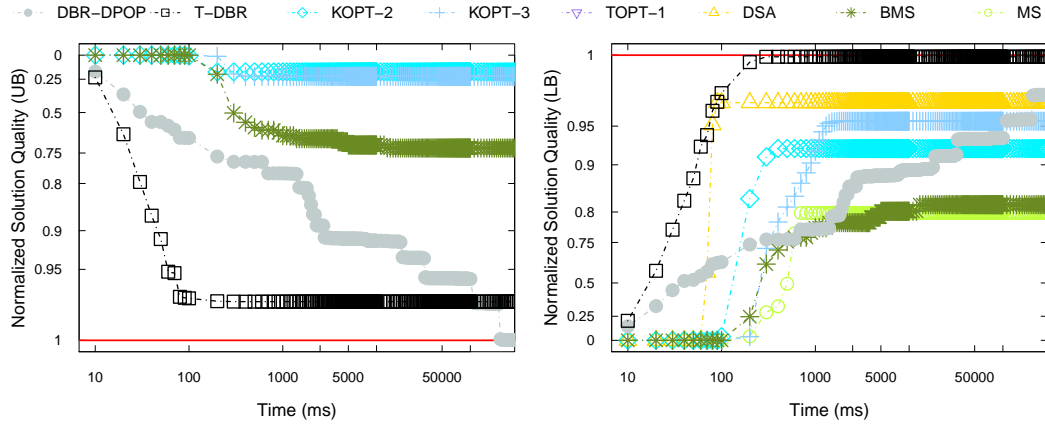 DBR-DPOP T-DBR KOPT-2 KOPT-3 TOPT-1 DSA BMS MS
Normalized Solution Quality (UB)
0
0.25
0.5
0.75
0.8
0.9
0.95
1
10 100 1000 5000 50000
Time (ms)
Normalized Solution Quality (LB)
1
0.95
0.9
0.8
0.75
0.25
0
10 100 1000 5000 50000
Time (ms)